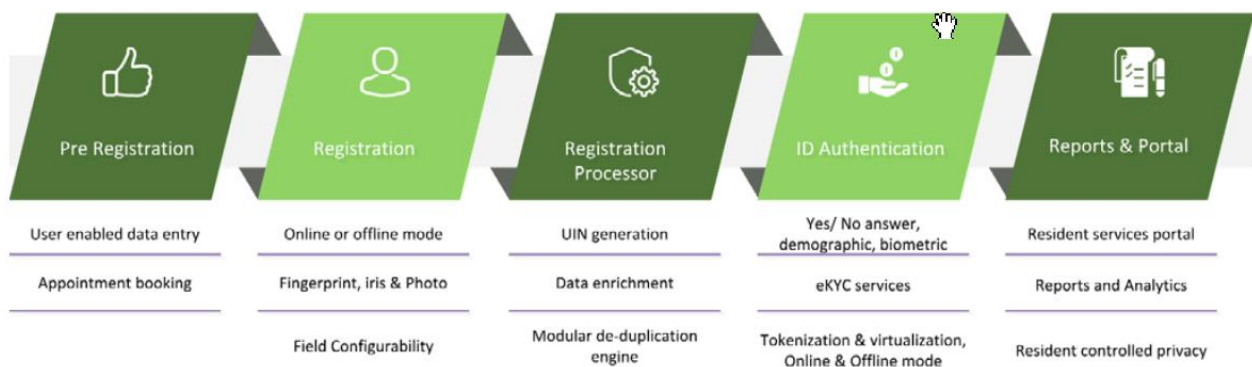 Pre Registration
Registration
Registration
Processor
ID Authentication
Reports & Portal
User enabled data entry
Appointment booking
Online or offline mode
Fingerprint, iris & Photo
Field Configurability
UIN generation
Data enrichment
Modular de-duplication
engine
Yes/ No answer,
demographic, biometric
eKYC services
Tokenization & virtualization,
Online & Offline mode
Resident services portal
Reports and Analytics
Resident controlled privacy